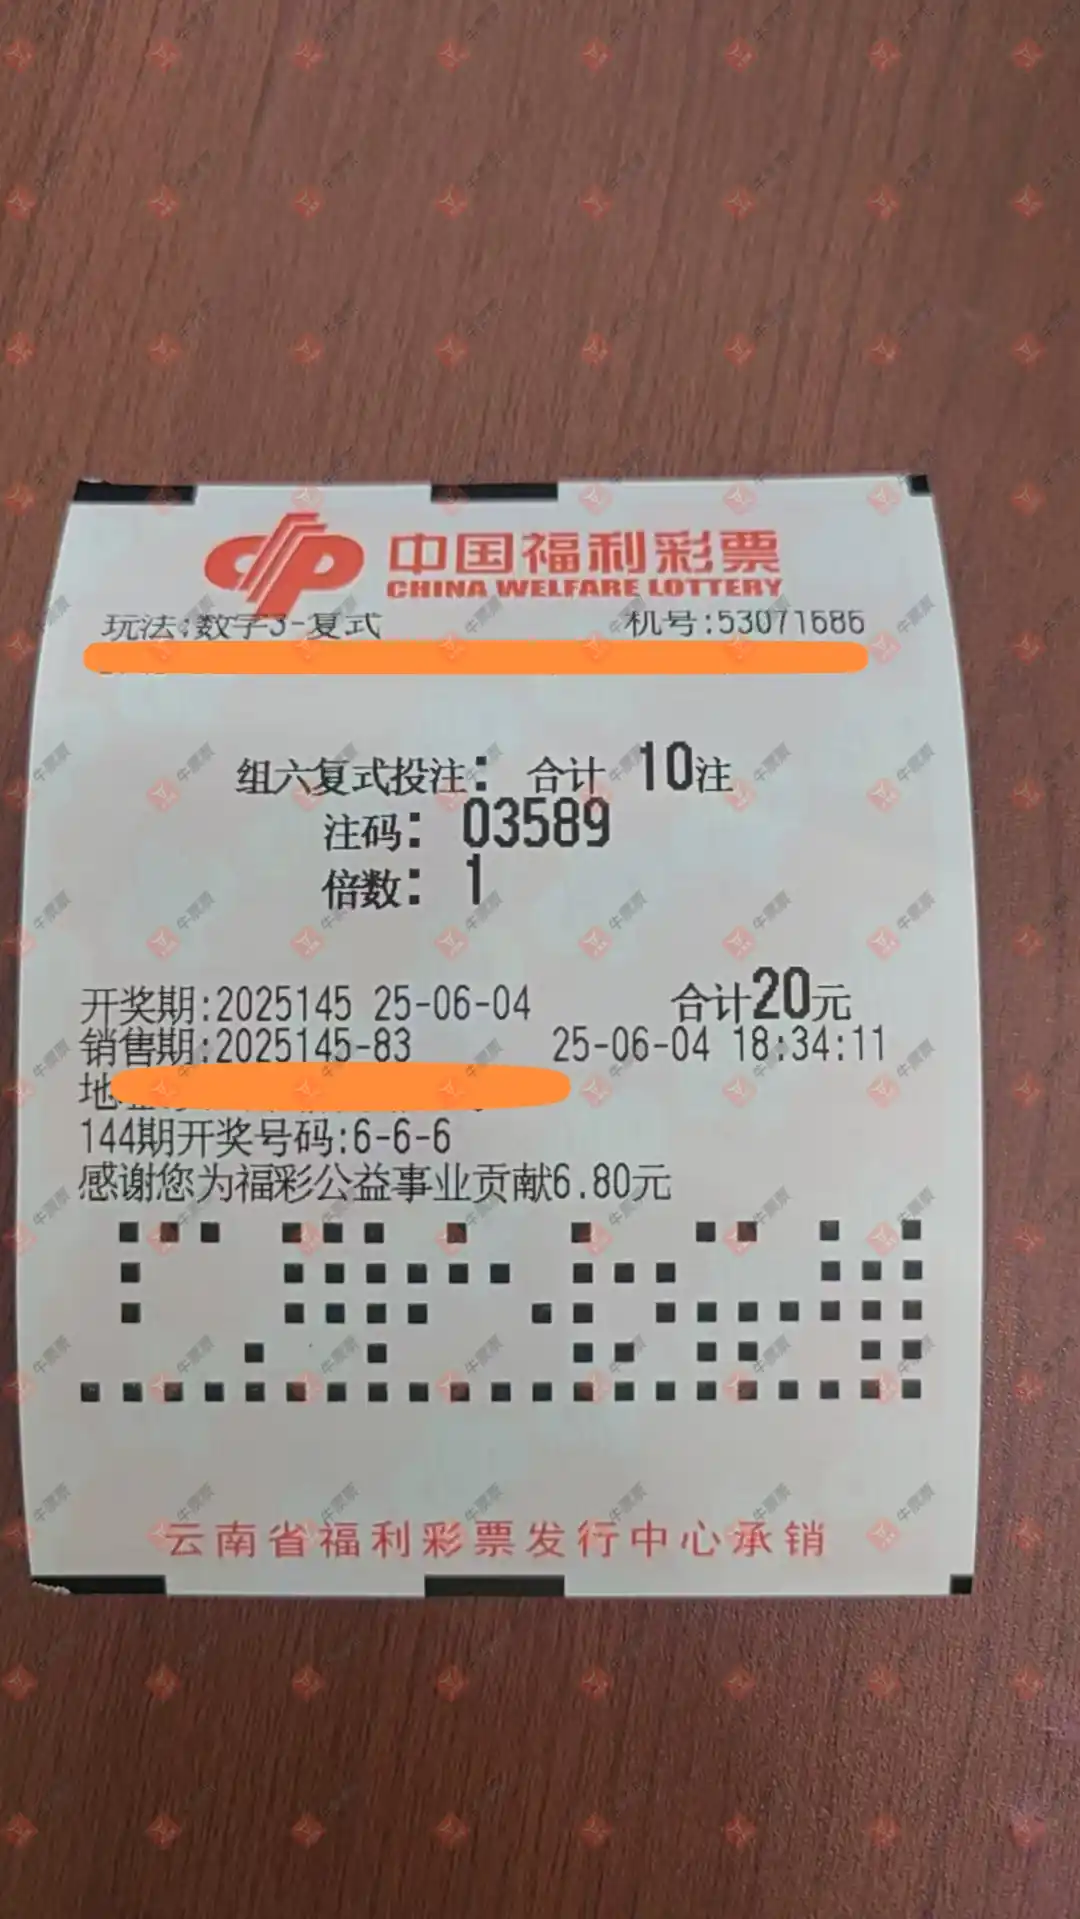 中国福利彩票
CHINA WELFARE LOTTERY
玩法:数字3-复式 机号:53071686
组六复式投注: 合计 10注
注码: 03589
倍数: 1
开奖期:2025145 25-06-04 合计20元
销售期:2025145-83 25-06-04 18:34:11
地
144期开奖号码:6-6-6
感谢您为福彩公益事业贡献6.80元
云南省福利彩票发行中心承销
牛票票